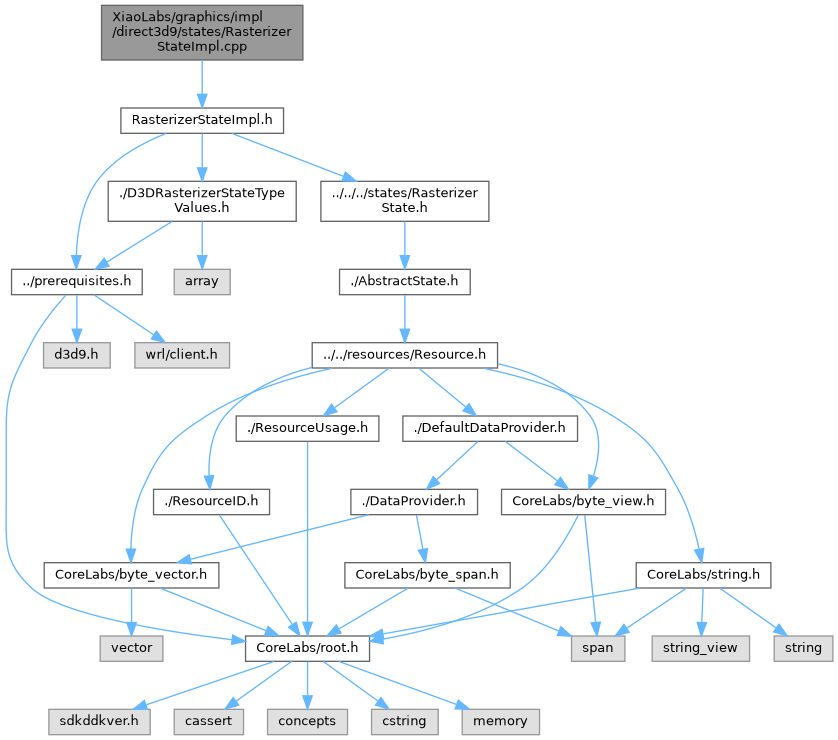 XiaoLabs/graphics/impl
/direct3d9/states/Rasterizer
StateImpl.cpp
RasterizerStateImpl.h
./D3DRasterizerStateType
Values.h
../../../states/Rasterizer
State.h
../prerequisites.h
array
./AbstractState.h
d3d9.h
wrl/client.h
../../resources/Resource.h
./ResourceUsage.h
./DefaultDataProvider.h
./ResourceID.h
./DataProvider.h
CoreLabs/byte_view.h
CoreLabs/byte_vector.h
CoreLabs/byte_span.h
CoreLabs/string.h
vector
CoreLabs/root.h
span
string_view
string
sdkddkver.h
cassert
concepts
cstring
memory